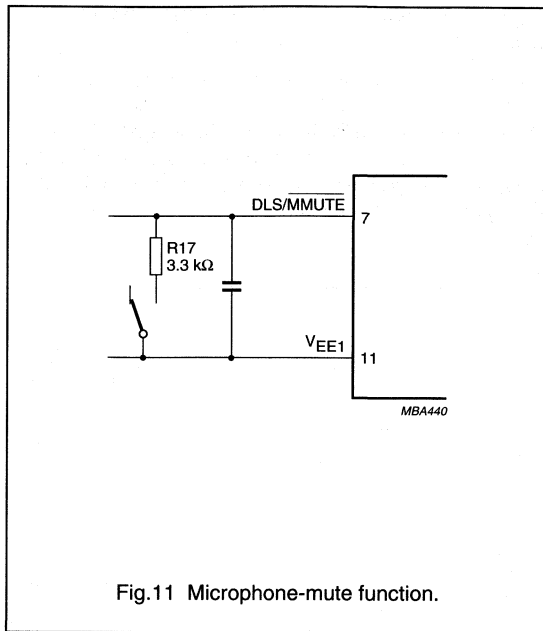 DLS/MMUTE
7
R17
3.3 kΩ
VEE1
11
MBA440
Fig.11 Microphone-mute function.